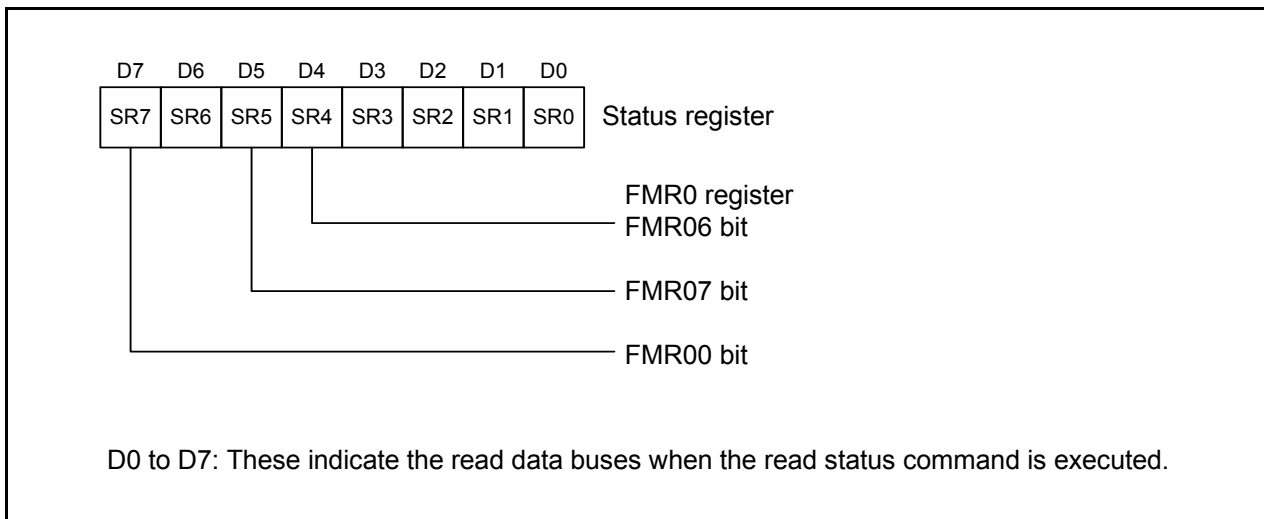 D7 D6 D5 D4 D3 D2 D1 D0
SR7 SR6 SR5 SR4 SR3 SR2 SR1 SR0 Status register
FMR0 register
FMR06 bit
FMR07 bit
FMR00 bit
D0 to D7: These indicate the read data buses when the read status command is executed.